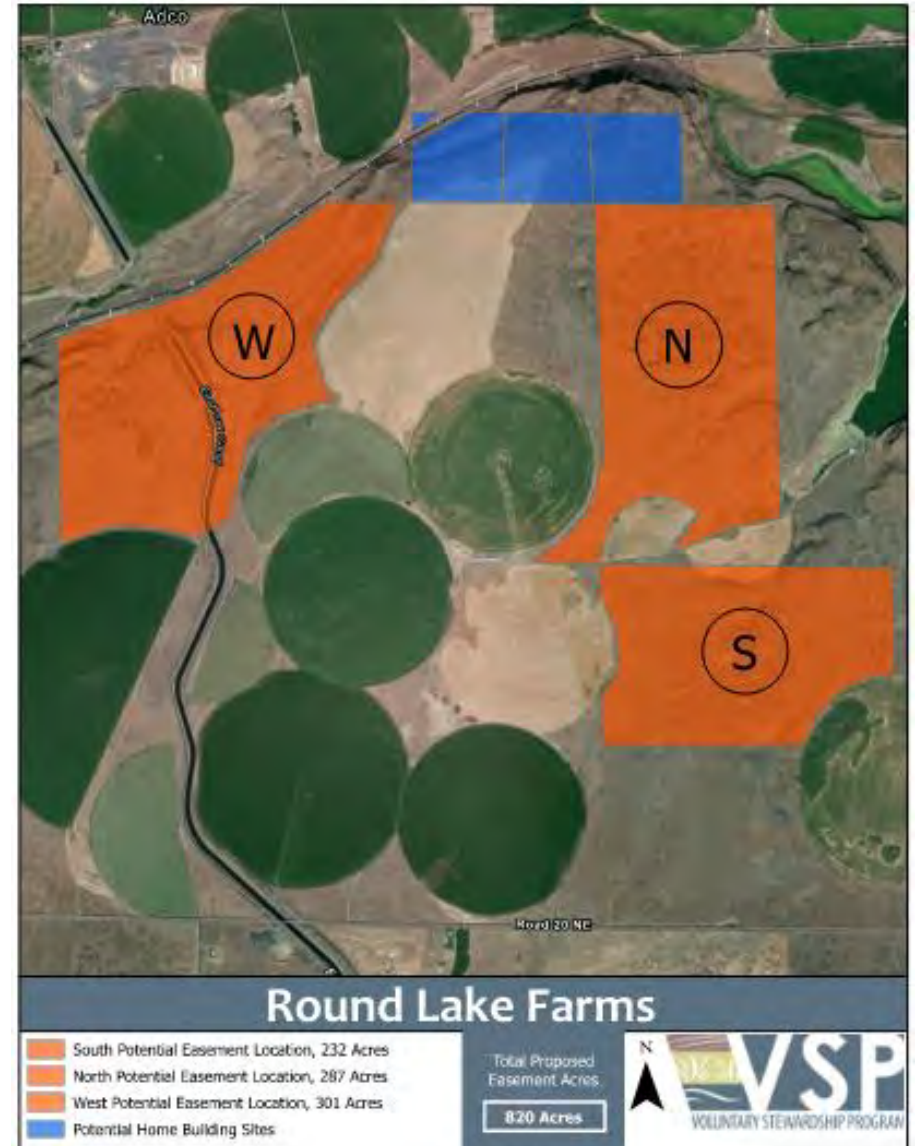 Adco
W
N
S
Road 20 NE
Round Lake Farms
South Potential Easement Location, 232 Acres
North Potential Easement Location, 287 Acres
West Potential Easement Location, 301 Acres
Potential Home Building Sites
Total Proposed
Easement Acres
820 Acres
N
VSP
VOLUNTARY STEWARDSHIP PROGRAM